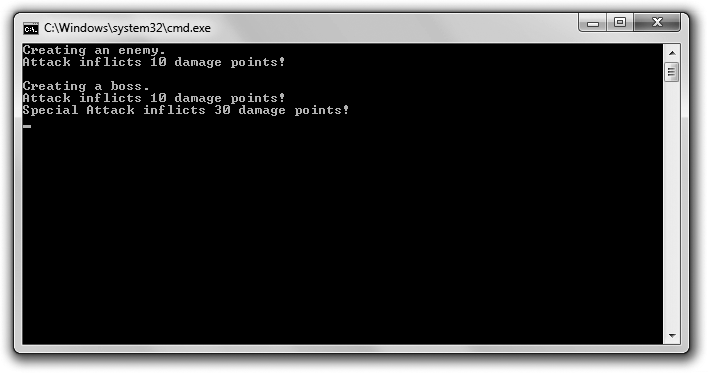 C:\Windows\system32\cmd.exe
Creating an enemy.
Attack inflicts 10 damage points!
Creating a boss.
Attack inflicts 10 damage points!
Special Attack inflicts 30 damage points!